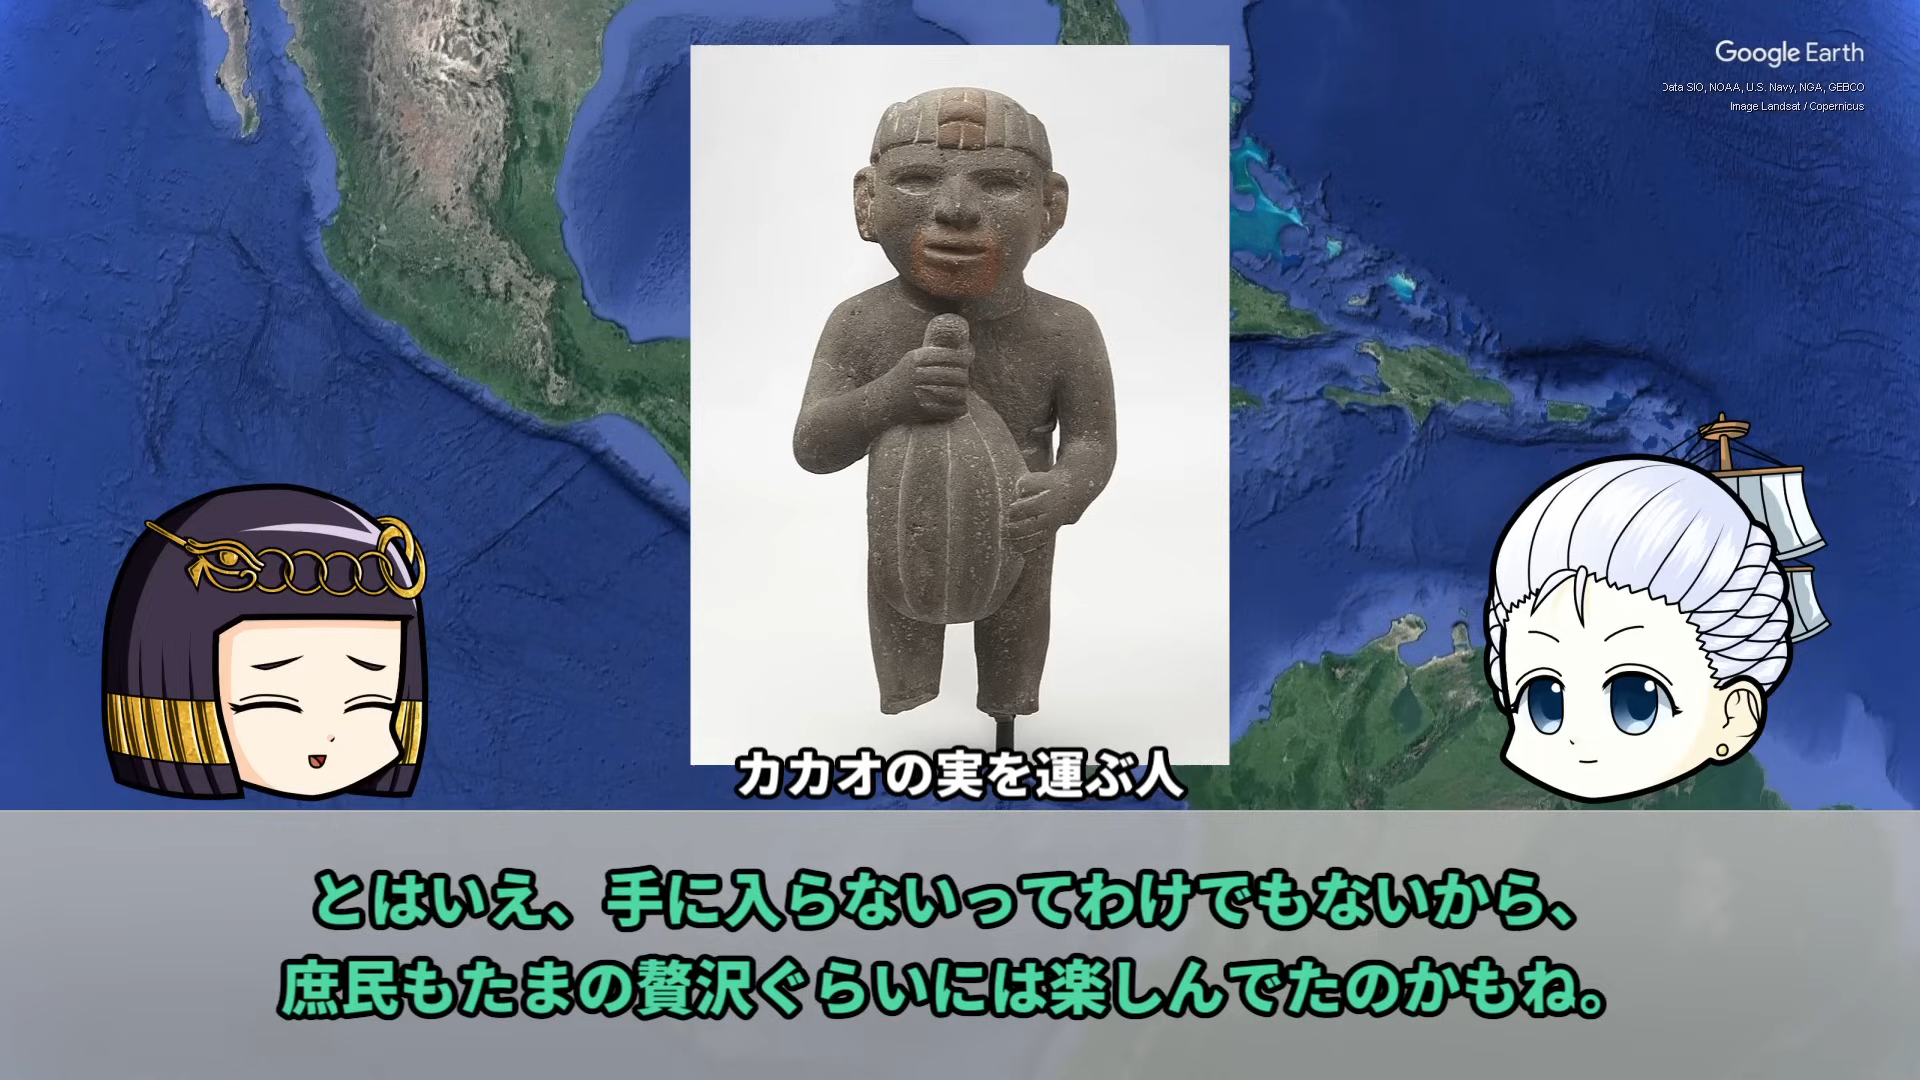 Google Earth
Data SIO, NOAA, U.S. Navy, NGA, GEBCO
Image Landsat / Copernicus
カカオの実を運ぶ人
とはいえ、手に入らないってわけでもないから、
庶民もたまの贅沢ぐらいには楽しんでたのかもね。